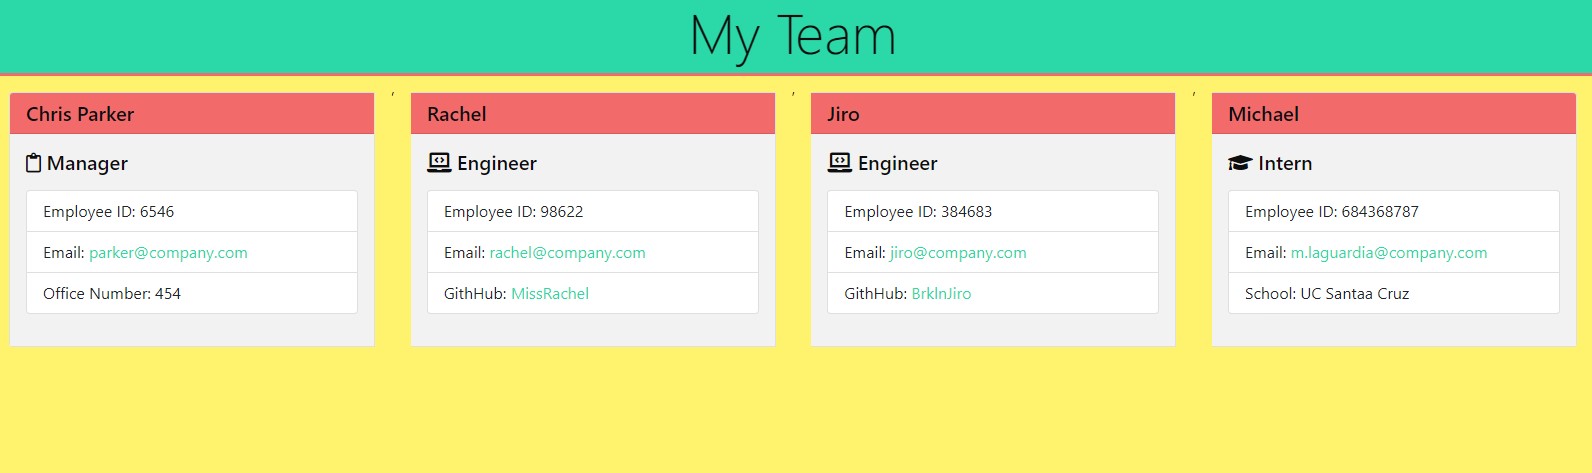 My Team
Chris Parker
Manager
Employee ID: 6546
Email: parker@company.com
Office Number: 454
,
Rachel
Engineer
Employee ID: 98622
Email: rachel@company.com
GithHub: MissRachel
,
Jiro
Engineer
Employee ID: 384683
Email: jiro@company.com
GithHub: BrklnJiro
,
Michael
Intern
Employee ID: 684368787
Email: m.laguardia@company.com
School: UC Santaa Cruz